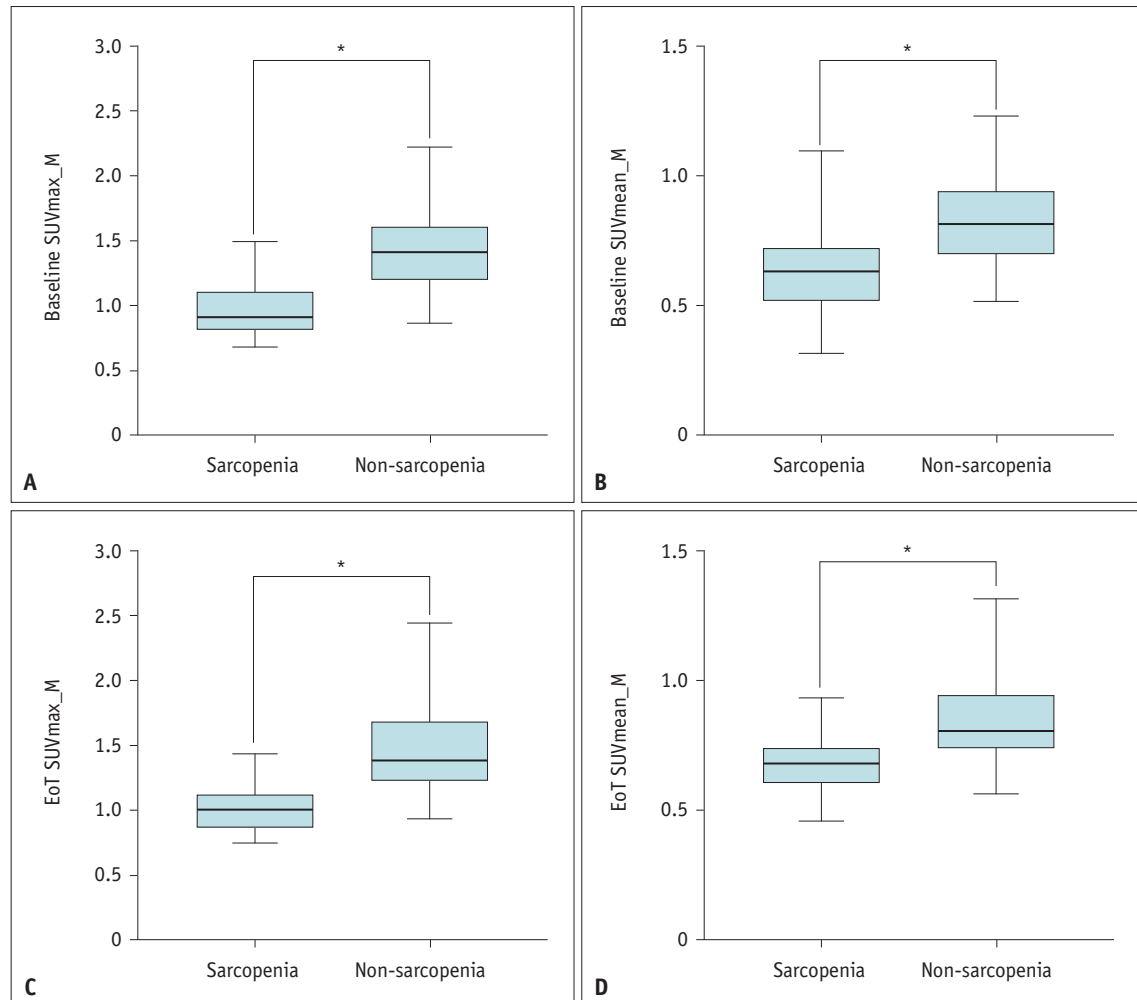 3.0
2.5
2.0
1.5
1.0
0.5
0
Baseline SUVmax_M
*
Sarcopenia Non-sarcopenia
A
1.5
1.0
0.5
0
Baseline SUVmean_M
*
Sarcopenia Non-sarcopenia
B
3.0
2.5
2.0
1.5
1.0
0.5
0
EoT SUVmax_M
*
Sarcopenia Non-sarcopenia
C
1.5
1.0
0.5
0
EoT SUVmean_M
*
Sarcopenia Non-sarcopenia
D